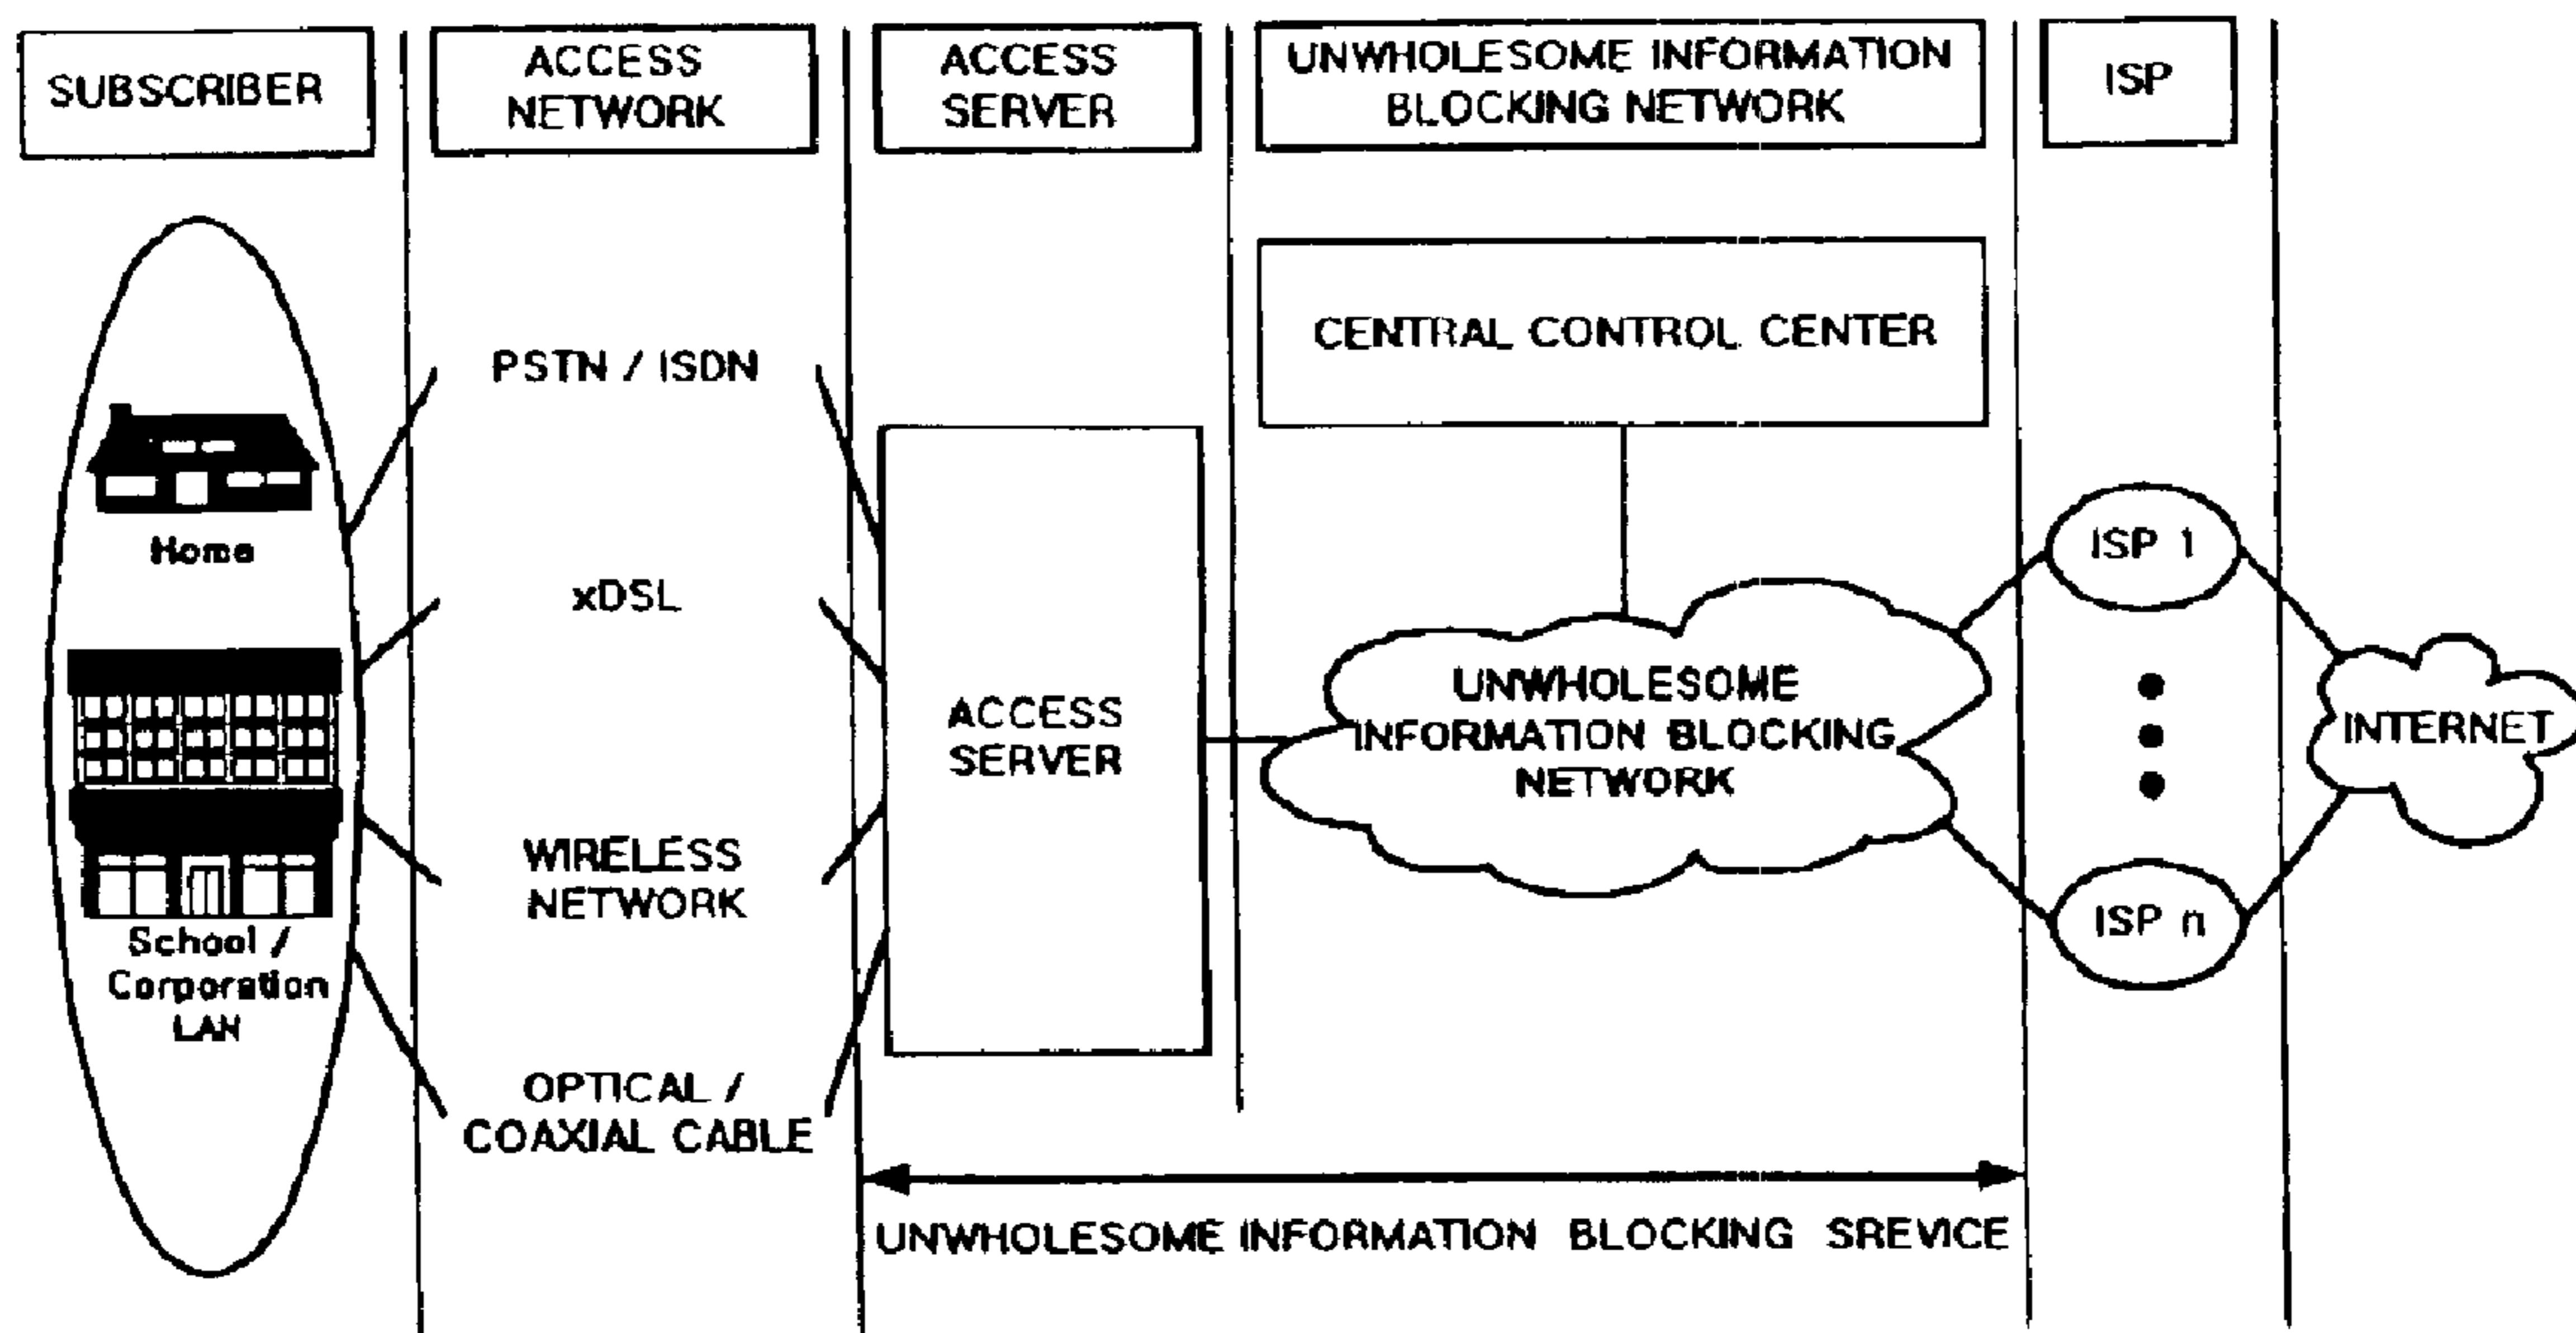 SUBSCRIBER
ACCESS
NETWORK
ACCESS
SERVER
UNWHOLESOME INFORMATION
BLOCKING NETWORK
ISP
Home
School /
Corporation
LAN
PSTN / ISDN
xDSL
WIRELESS
NETWORK
OPTICAL /
COAXIAL CABLE
ACCESS
SERVER
CENTRAL CONTROL CENTER
UNWHOLESOME
INFORMATION BLOCKING
NETWORK
ISP 1
ISP n
INTERNET
UNWHOLESOME INFORMATION BLOCKING SREVICE